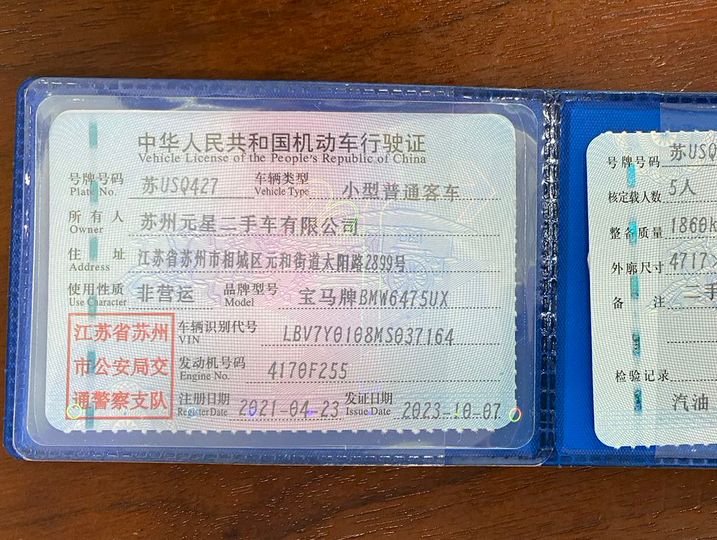 中华人民共和国机动车行驶证
Vehicle License of the People's Republic of China
号牌号码 苏USQ427 车辆类型 小型普通客车
Plate No. Vehicle Type
所有人 苏州元星二手车有限公司
Owner
住址 江苏省苏州市相城区元和街道太阳路2899号
Address
使用性质 非营运 品牌型号 宝马牌BMW6475UX
Use Character Model
江苏省苏州
市公安局交
通警察支队
车辆识别代号 LBV7Y0108MS037164
VIN
发动机号码 4170F255
Engine No.
注册日期 2021-04-23 发证日期 2023-10-07
Register Date Issue Date
号牌号码 苏USQ
核定载人数 5人
整备质量 1860k
外廓尺寸 4717
备注 二手
检验记录
汽油